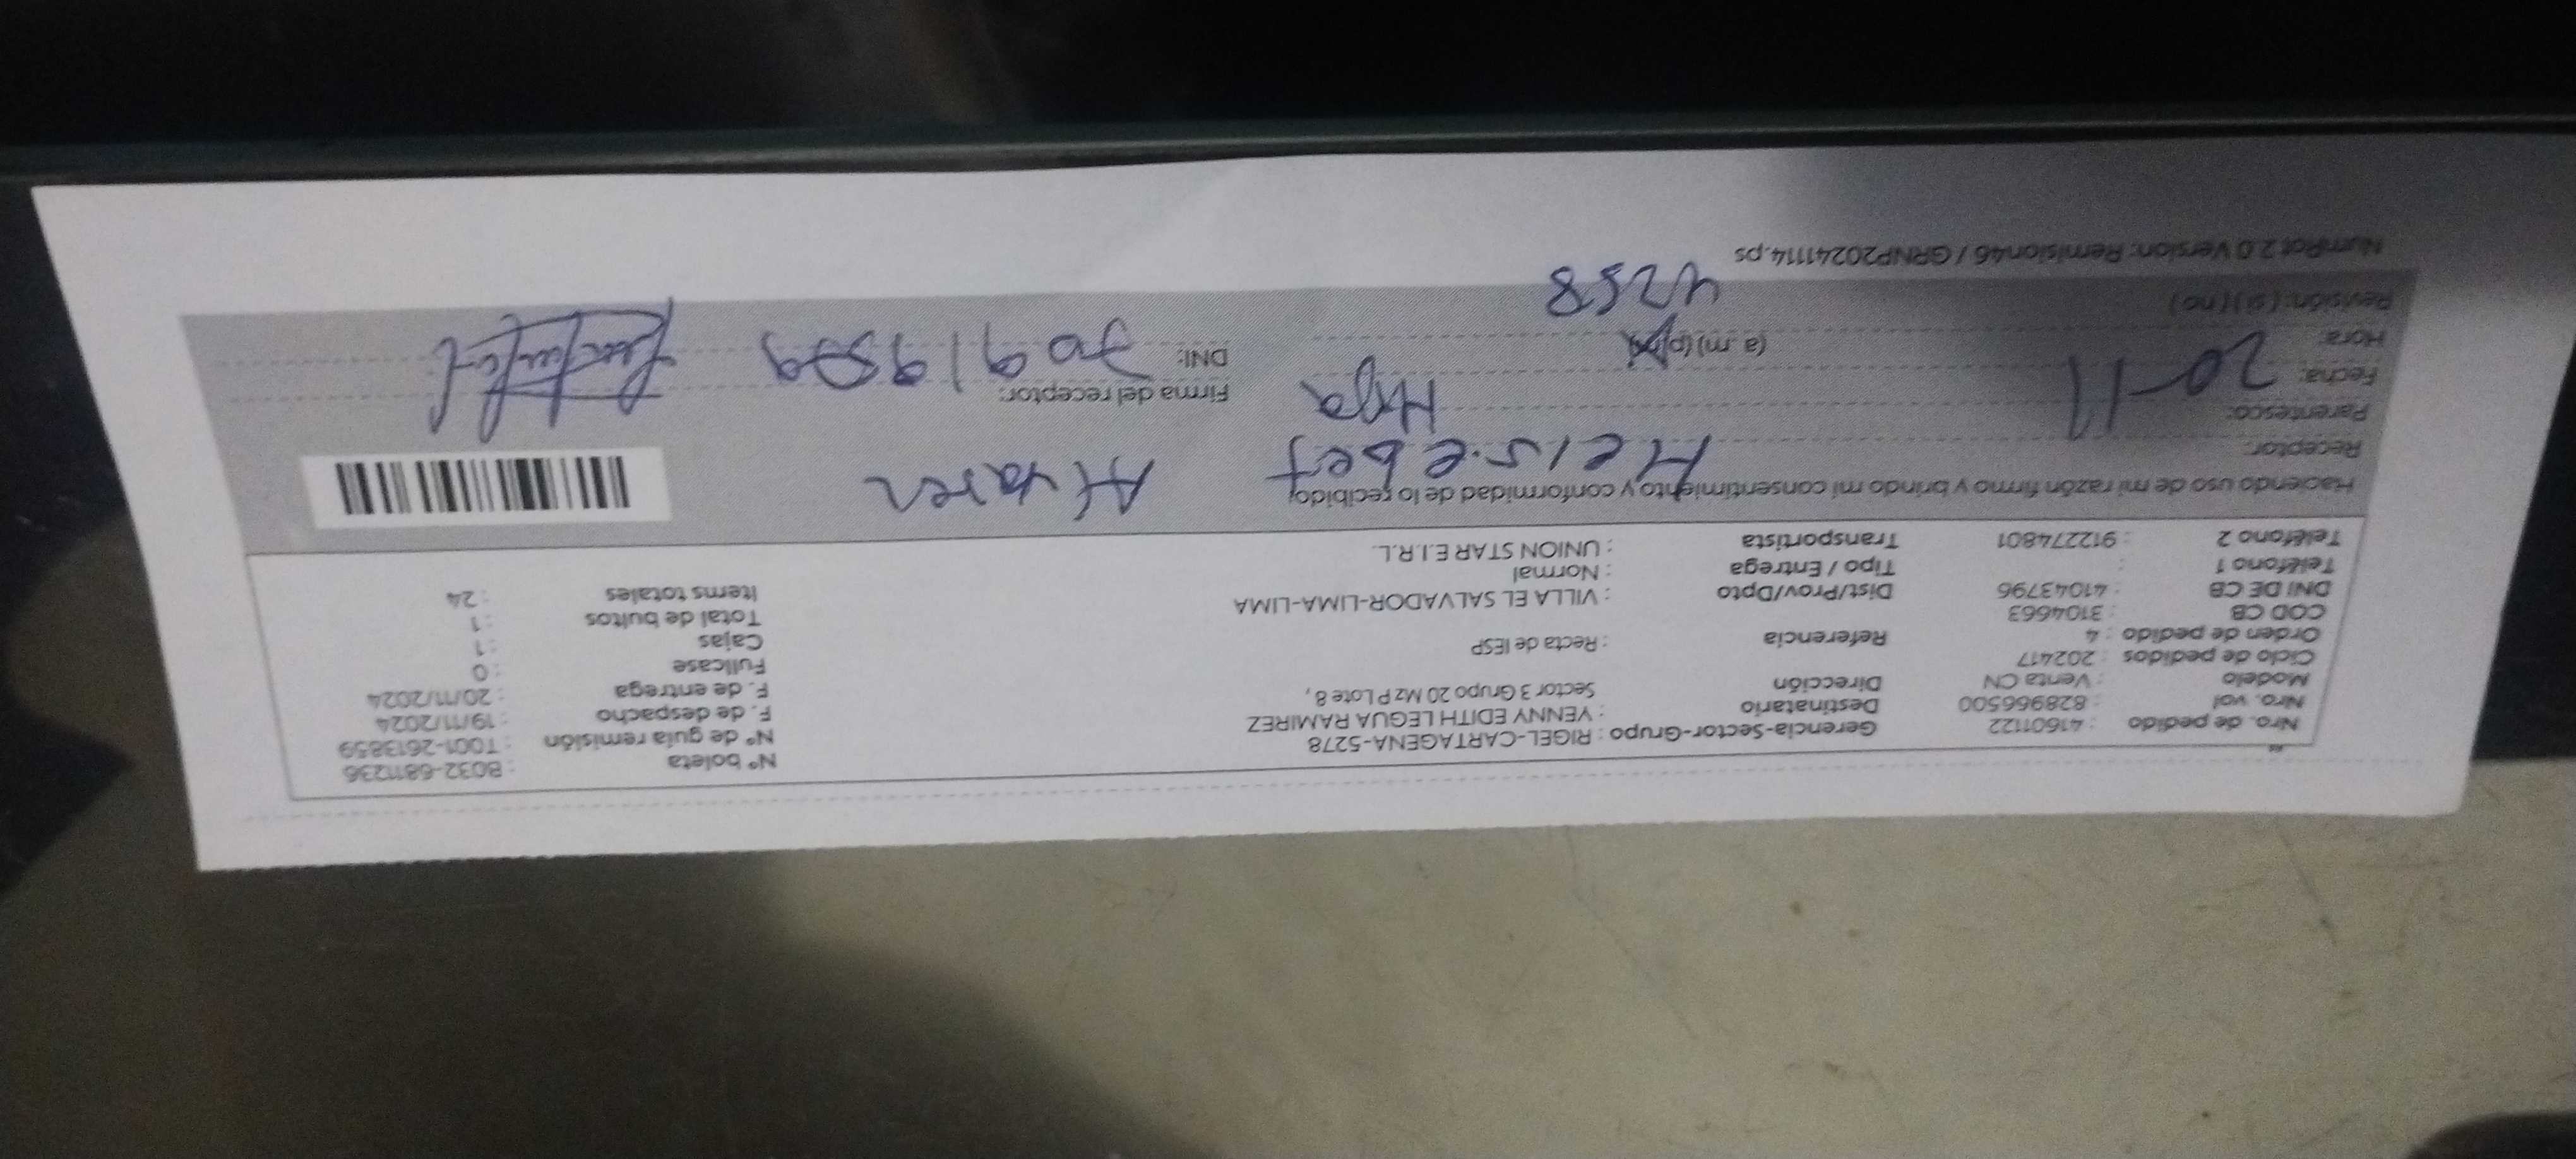 Nro. de pedido : 41601122 Gerencia-Sector-Grupo : RIGEL-CARTAGENA-5278 N° boleta : B032-6811236
Nro. vol : 828966500 Destinatario : YENNY EDITH LEGUA RAMIREZ N° de guía remisión : T001-2613859
Modelo : Venta CN Dirección Sector 3 Grupo 20 Mz P Lote 8, F. de despacho : 19/11/2024
Ciclo de pedidos : 202417 F. de entrega : 20/11/2024
Orden de pedido : 4 Referencia : Recta de IESP Fullcase : 0
COD CB : 3104663 Cajas : 1
DNI DE CB : 41043796 Dist/Prov/Dpto : VILLA EL SALVADOR-LIMA-LIMA Total de bultos : 1
Teléfono 1 : Tipo / Entrega : Normal Items totales : 24
Teléfono 2 : 912274801 Transportista : UNION STAR E.I.R.L.
Haciendo uso de mi razón firmo y brindo mi consentimiento y conformidad de lo recibido:
Receptor:
Parentesco: Hija
Fecha: 20-11 Firma del receptor:
Hora: (a.m) (p.m) DNI:
Revisión: (si) (no) 4258
NumRot 2.0 Version: Remision46 / GRNP20241114.ps